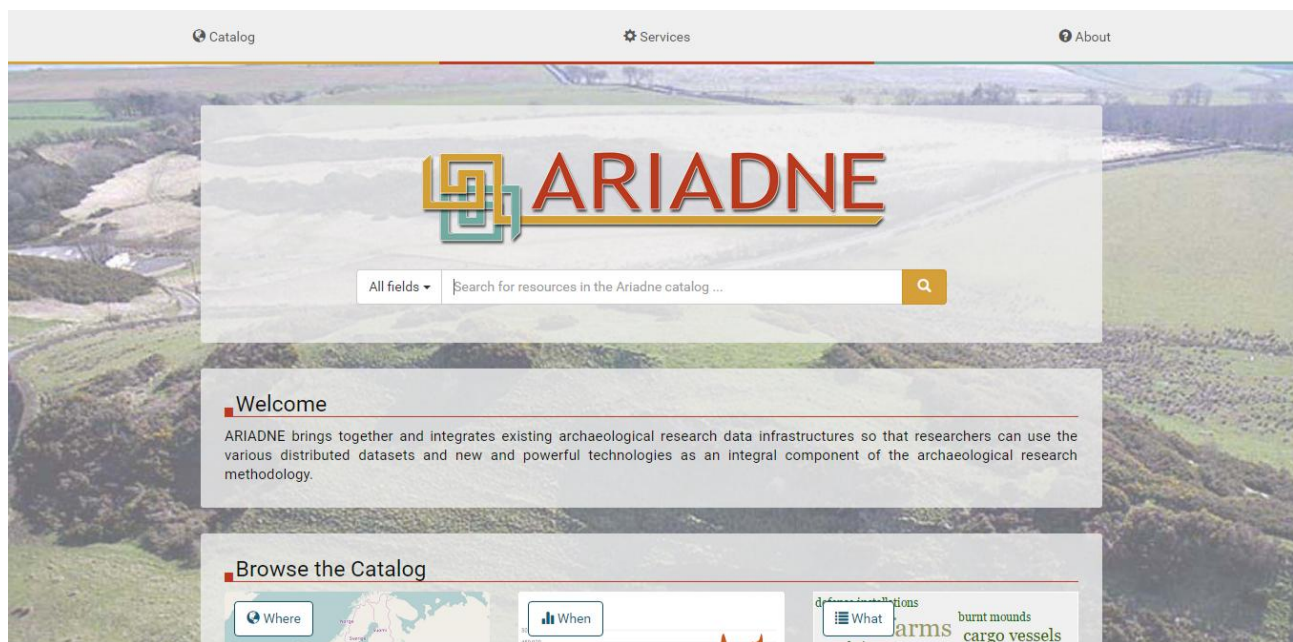 Catalog
Services
About
ARIADNE
All fields
Search for resources in the Ariadne catalog ...
Welcome
ARIADNE brings together and integrates existing archaeological research data infrastructures so that researchers can use the
various distributed datasets and new and powerful technologies as an integral component of the archaeological research
methodology.
Browse the Catalog
Where
When
What
burnt mounds
arms
cargo vessels